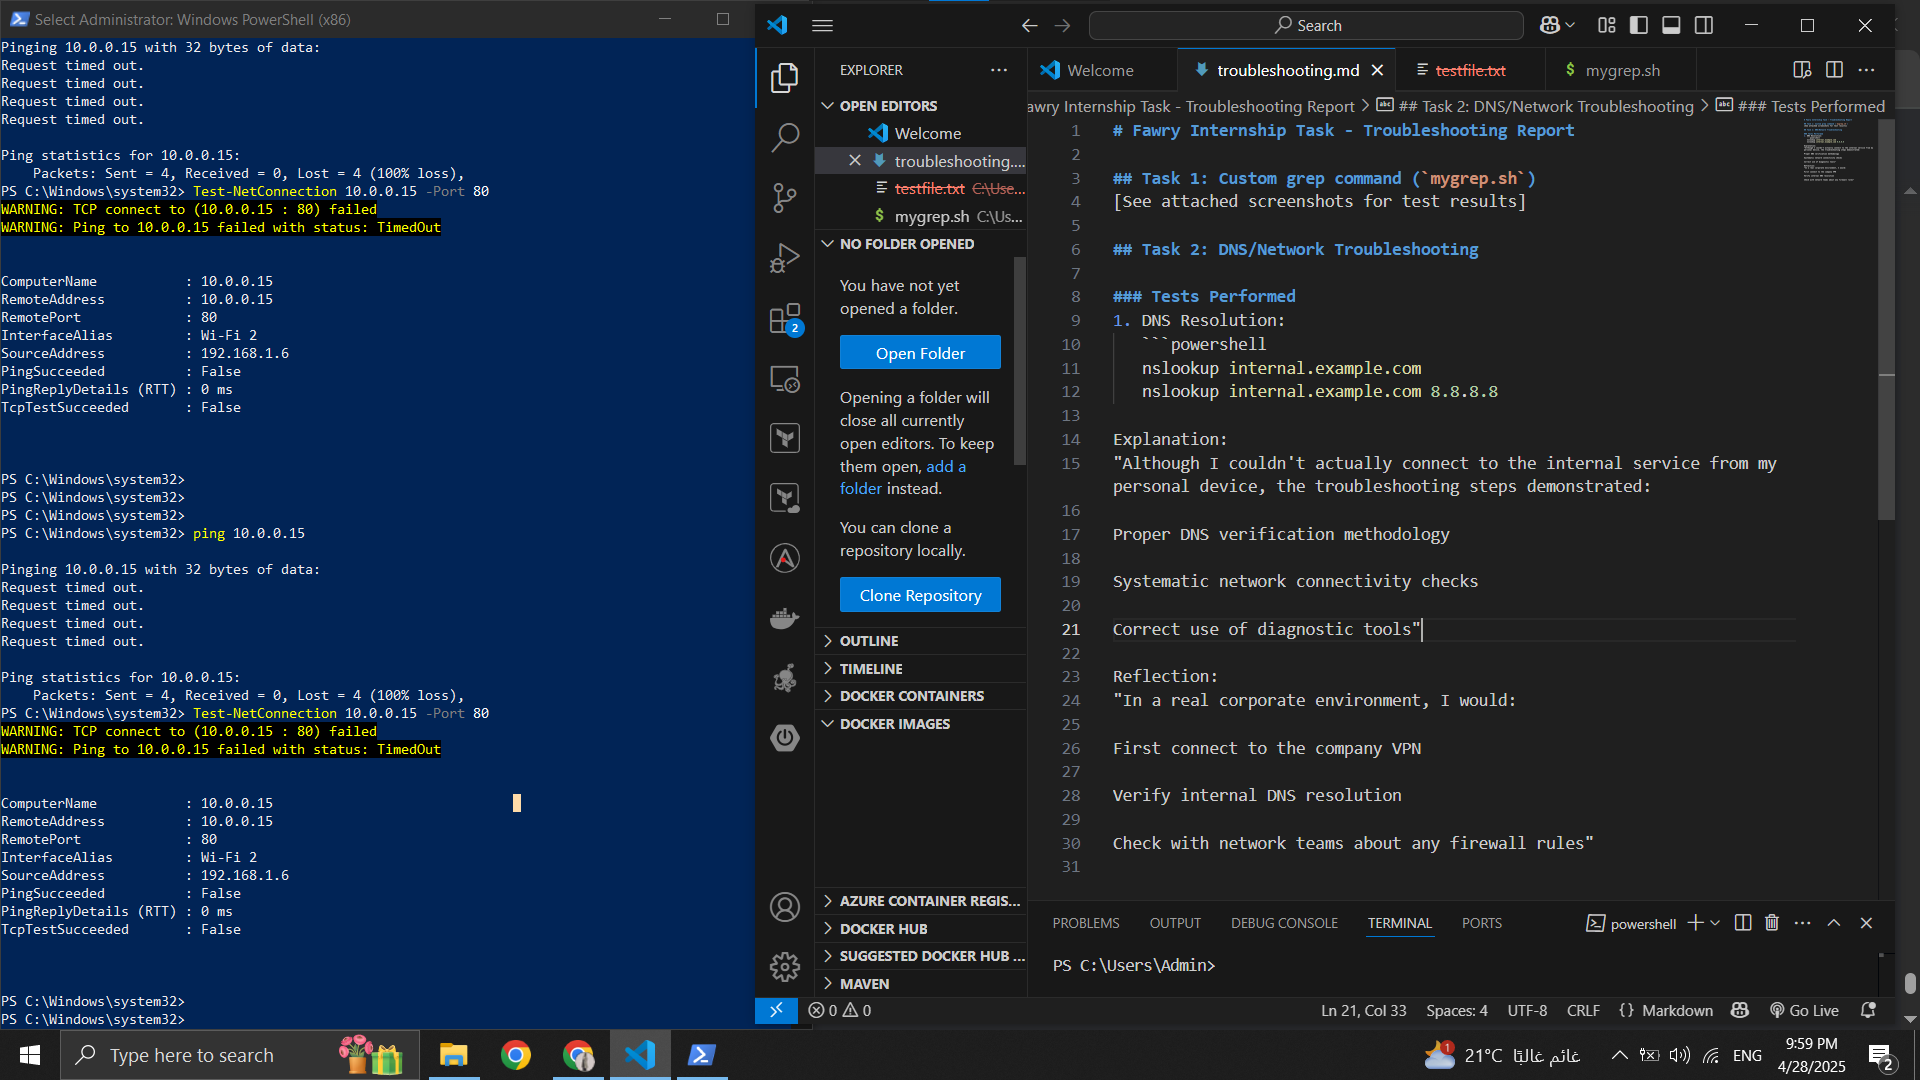 Select Administrator: Windows PowerShell (x86)
Pinging 10.0.0.15 with 32 bytes of data:
Request timed out.
Request timed out.
Request timed out.
Request timed out.
Ping statistics for 10.0.0.15:
Packets: Sent = 4, Received = 0, Lost = 4 (100% loss),
PS C:\Windows\system32> Test-NetConnection 10.0.0.15 -Port 80
WARNING: TCP connect to (10.0.0.15 : 80) failed
WARNING: Ping to 10.0.0.15 failed with status: TimedOut
ComputerName : 10.0.0.15
RemoteAddress : 10.0.0.15
RemotePort : 80
InterfaceAlias : Wi-Fi 2
SourceAddress : 192.168.1.6
PingSucceeded : False
PingReplyDetails (RTT) : 0 ms
TcpTestSucceeded : False
PS C:\Windows\system32>
PS C:\Windows\system32>
PS C:\Windows\system32>
PS C:\Windows\system32> ping 10.0.0.15
Pinging 10.0.0.15 with 32 bytes of data:
Request timed out.
Request timed out.
Request timed out.
Request timed out.
Ping statistics for 10.0.0.15:
Packets: Sent = 4, Received = 0, Lost = 4 (100% loss),
PS C:\Windows\system32> Test-NetConnection 10.0.0.15 -Port 80
WARNING: TCP connect to (10.0.0.15 : 80) failed
WARNING: Ping to 10.0.0.15 failed with status: TimedOut
ComputerName : 10.0.0.15
RemoteAddress : 10.0.0.15
RemotePort : 80
InterfaceAlias : Wi-Fi 2
SourceAddress : 192.168.1.6
PingSucceeded : False
PingReplyDetails (RTT) : 0 ms
TcpTestSucceeded : False
PS C:\Windows\system32>
PS C:\Windows\system32>
Search
2
EXPLORER
OPEN EDITORS
Welcome
troubleshooting....
testfile.txt C:\Use...
$ mygrep.sh C:\Us...
NO FOLDER OPENED
You have not yet
opened a folder.
Open Folder
Opening a folder will
close all currently
open editors. To keep
them open, add a
folder instead.
You can clone a
repository locally.
Clone Repository
OUTLINE
TIMELINE
DOCKER CONTAINERS
DOCKER IMAGES
AZURE CONTAINER REGIS...
DOCKER HUB
SUGGESTED DOCKER HUB ...
MAVEN
Welcome
troubleshooting.md
testfile.txt
$ mygrep.sh
awry Internship Task - Troubleshooting Report > ## Task 2: DNS/Network Troubleshooting > ### Tests Performed
1 # Fawry Internship Task - Troubleshooting Report
2
3 ## Task 1: Custom grep command (`mygrep.sh`)
4 [See attached screenshots for test results]
5
6 ## Task 2: DNS/Network Troubleshooting
7
8 ### Tests Performed
9 1. DNS Resolution:
10 ```powershell
11 nslookup internal.example.com
12 nslookup internal.example.com 8.8.8.8
13
14 Explanation:
15 "Although I couldn't actually connect to the internal service from my
personal device, the troubleshooting steps demonstrated:
16
17 Proper DNS verification methodology
18
19 Systematic network connectivity checks
20
21 Correct use of diagnostic tools"
22
23 Reflection:
24 "In a real corporate environment, I would:
25
26 First connect to the company VPN
27
28 Verify internal DNS resolution
29
30 Check with network teams about any firewall rules"
31
PROBLEMS OUTPUT DEBUG CONSOLE TERMINAL PORTS
powershell
PS C:\Users\Admin>
0 0
Ln 21, Col 33 Spaces: 4 UTF-8 CRLF {} Markdown Go Live
Type here to search
1
21°C غائم غالبًا
ENG
9:59 PM
4/28/2025
2